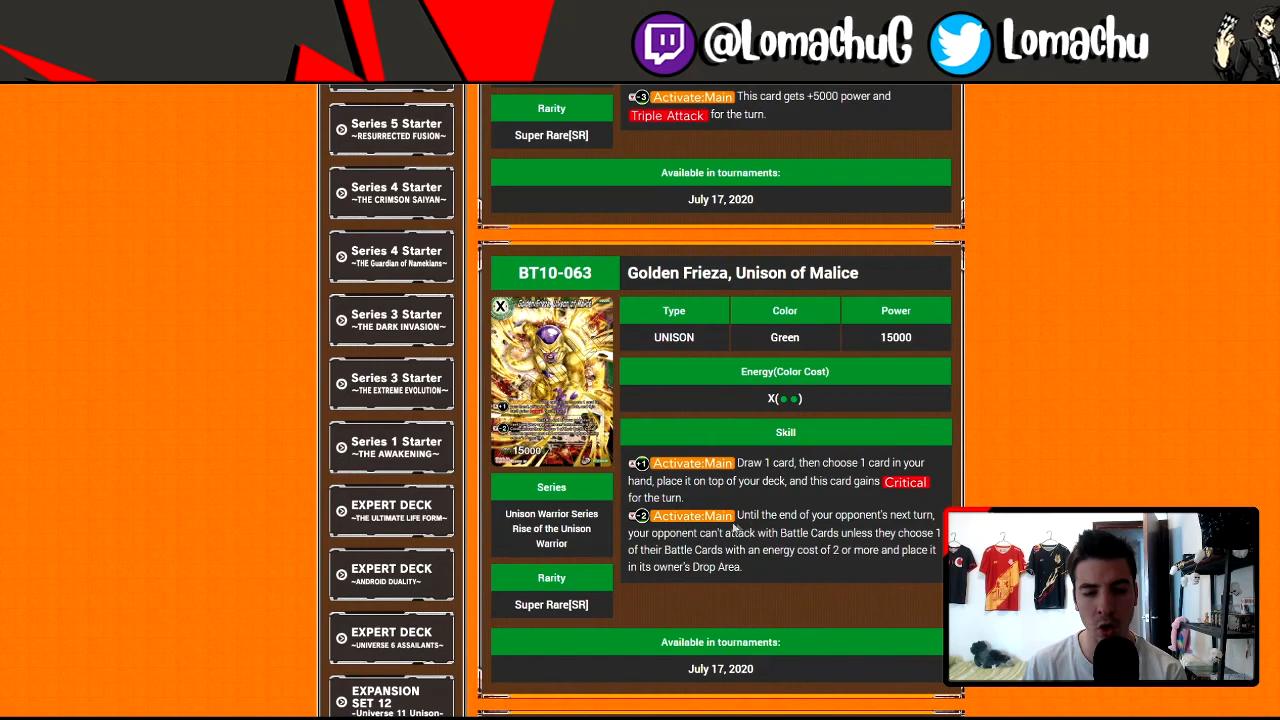 @LomachuG
Lomachu
Series 5 Starter
~RESURRECTED FUSION~
Series 4 Starter
~THE CRIMSON SAIYAN~
Series 4 Starter
~THE Guardian of Namekians~
Series 3 Starter
~THE DARK INVASION~
Series 3 Starter
~THE EXTREME EVOLUTION~
Series 1 Starter
~THE AWAKENING~
EXPERT DECK
~THE ULTIMATE LIFE FORM~
EXPERT DECK
~ANDROID DUALITY~
EXPERT DECK
~UNIVERSE 6 ASSAILANTS~
EXPANSION
SET 12
-Universe 11 Unison-
Rarity
Super Rare[SR]
-3 Activate:Main This card gets +5000 power and
Triple Attack for the turn.
Available in tournaments:
July 17, 2020
BT10-063
Golden Frieza, Unison of Malice
X
Golden Frieza, Unison of Malice
+1
-2
15000
Type
Color
Power
UNISON
Green
15000
Energy(Color Cost)
X(●●)
Skill
+1 Activate:Main Draw 1 card, then choose 1 card in your
hand, place it on top of your deck, and this card gains Critical
for the turn.
-2 Activate:Main Until the end of your opponent's next turn,
your opponent can't attack with Battle Cards unless they choose 1
of their Battle Cards with an energy cost of 2 or more and place it
in its owner's Drop Area.
Series
Unison Warrior Series
Rise of the Unison
Warrior
Rarity
Super Rare[SR]
Available in tournaments:
July 17, 2020